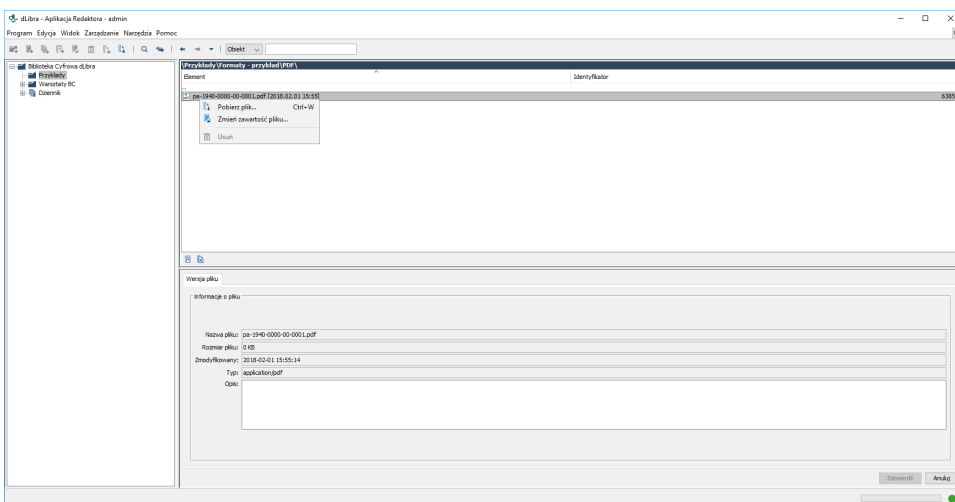 dLibra - Aplikacja Redaktora - admin
Program Edycja Widok Zarządzanie Narzędzia Pomoc
Obiekt
Biblioteka Cyfrowa dLibra
Przykłady
Warsztaty BC
Dziennik
\Przykłady\Formaty - przykład\PDF\
Element Identyfikator
..
pa-1940-0000-00-0001.pdf [2018.02.01 15:55] 6385
Pobierz plik... Ctrl+W
Zmień zawartość pliku...
Usuń
Wersja pliku
Informacje o pliku
Nazwa pliku: pa-1940-0000-00-0001.pdf
Rozmiar pliku: 0 KB
Zmodyfikowany: 2018-02-01 15:55:14
Typ: application/pdf
Opis:
Zatwierdź Anuluj